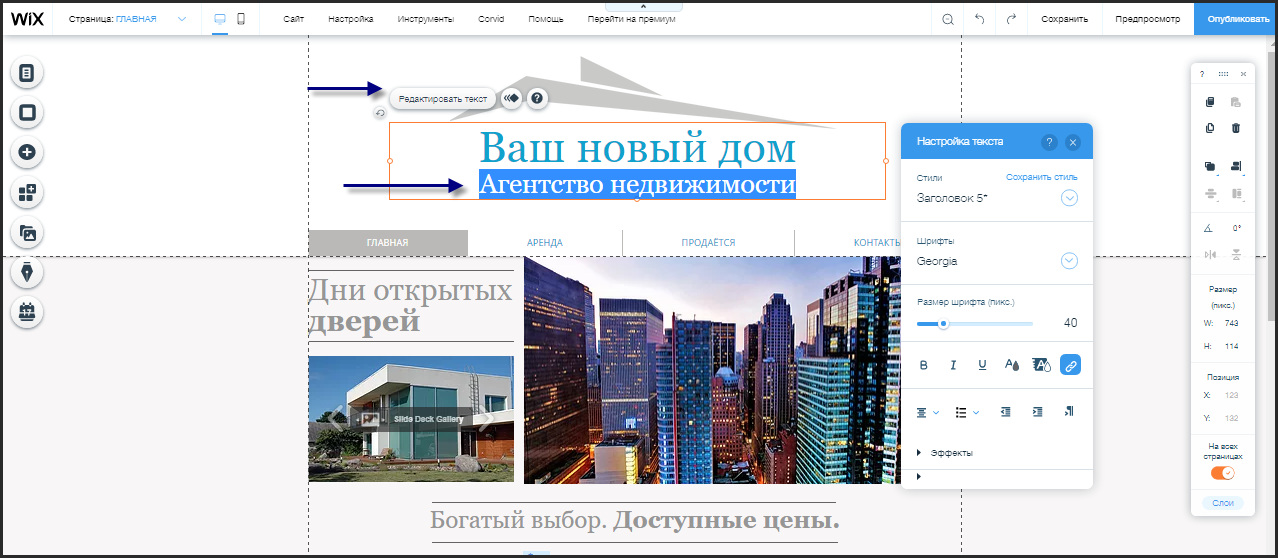 WiX Страница: ГЛАВНАЯ Сайт Настройка Инструменты Corvid Помощь Перейти на премиум Сохранить Предпросмотр Опубликовать
Редактировать текст ?
Ваш новый дом
Агентство недвижимости
ГЛАВНАЯ АРЕНДА ПРОДАЁТСЯ КОНТАКТЫ
Дни открытых
дверей
Slide Deck Gallery
Богатый выбор. Доступные цены.
17
Настройка текста ? ×
Стили Сохранить стиль
Заголовок 5*
Шрифты
Georgia
Размер шрифта (пикс.)
40
B I U A A
Эффекты
? ×
0°
Размер
(пикс.)
W: 743
H: 114
Позиция
X: 123
Y: 132
На всех
страницах
Слои